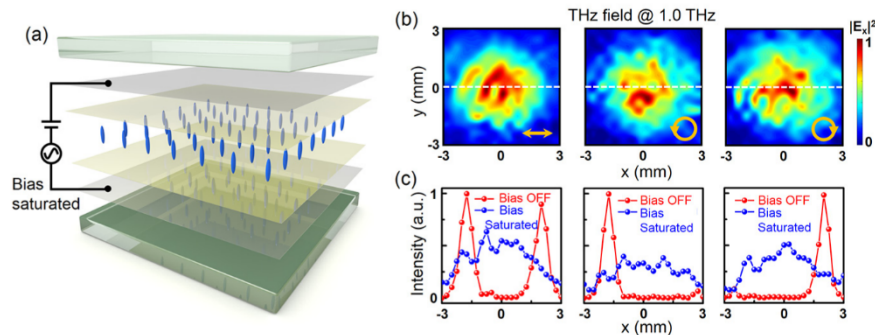 (a)
Bias
saturated
(b)
THz field @ 1.0 THz
|Eₓ|²
1
0
y (mm)
3
0
-3
-3 0 3
-3 0 3
-3 0 3
x (mm)
x (mm)
(c)
Intensity (a.u.)
1
0
Bias OFF
Bias
Saturated
Bias OFF
Bias
Saturated
Bias OFF
Bias
Saturated
-3 0 3
-3 0 3
-3 0 3
x (mm)
x (mm)